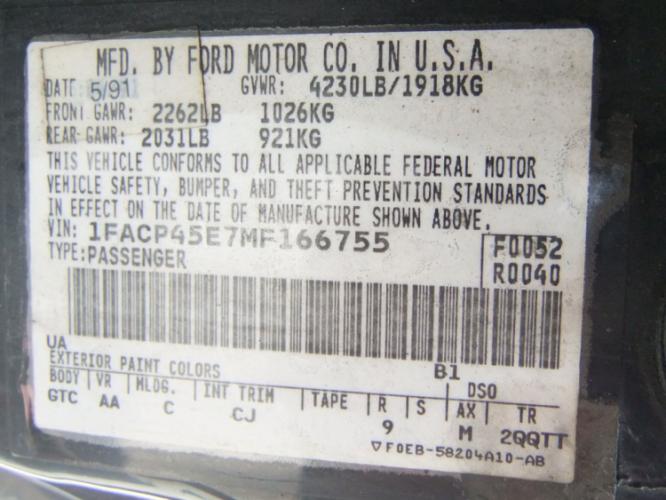 MFD. BY FORD MOTOR CO. IN U.S.A.
DATE 5/91 GVWR: 4230LB/1918KG
FRONT GAWR: 2262LB 1026KG
REAR GAWR: 2031LB 921KG
THIS VEHICLE CONFORMS TO ALL APPLICABLE FEDERAL MOTOR
VEHICLE SAFETY, BUMPER, AND THEFT PREVENTION STANDARDS
IN EFFECT ON THE DATE OF MANUFACTURE SHOWN ABOVE.
VIN: 1FACP45E7MF166755 F0052
TYPE: PASSENGER R0040
UA B1
EXTERIOR PAINT COLORS DSO
BODY VR MLDG. INT TRIM TAPE R S AX TR
GTC AA C CJ 9 M 2QQTT
▽ F0EB-58204A10-AB